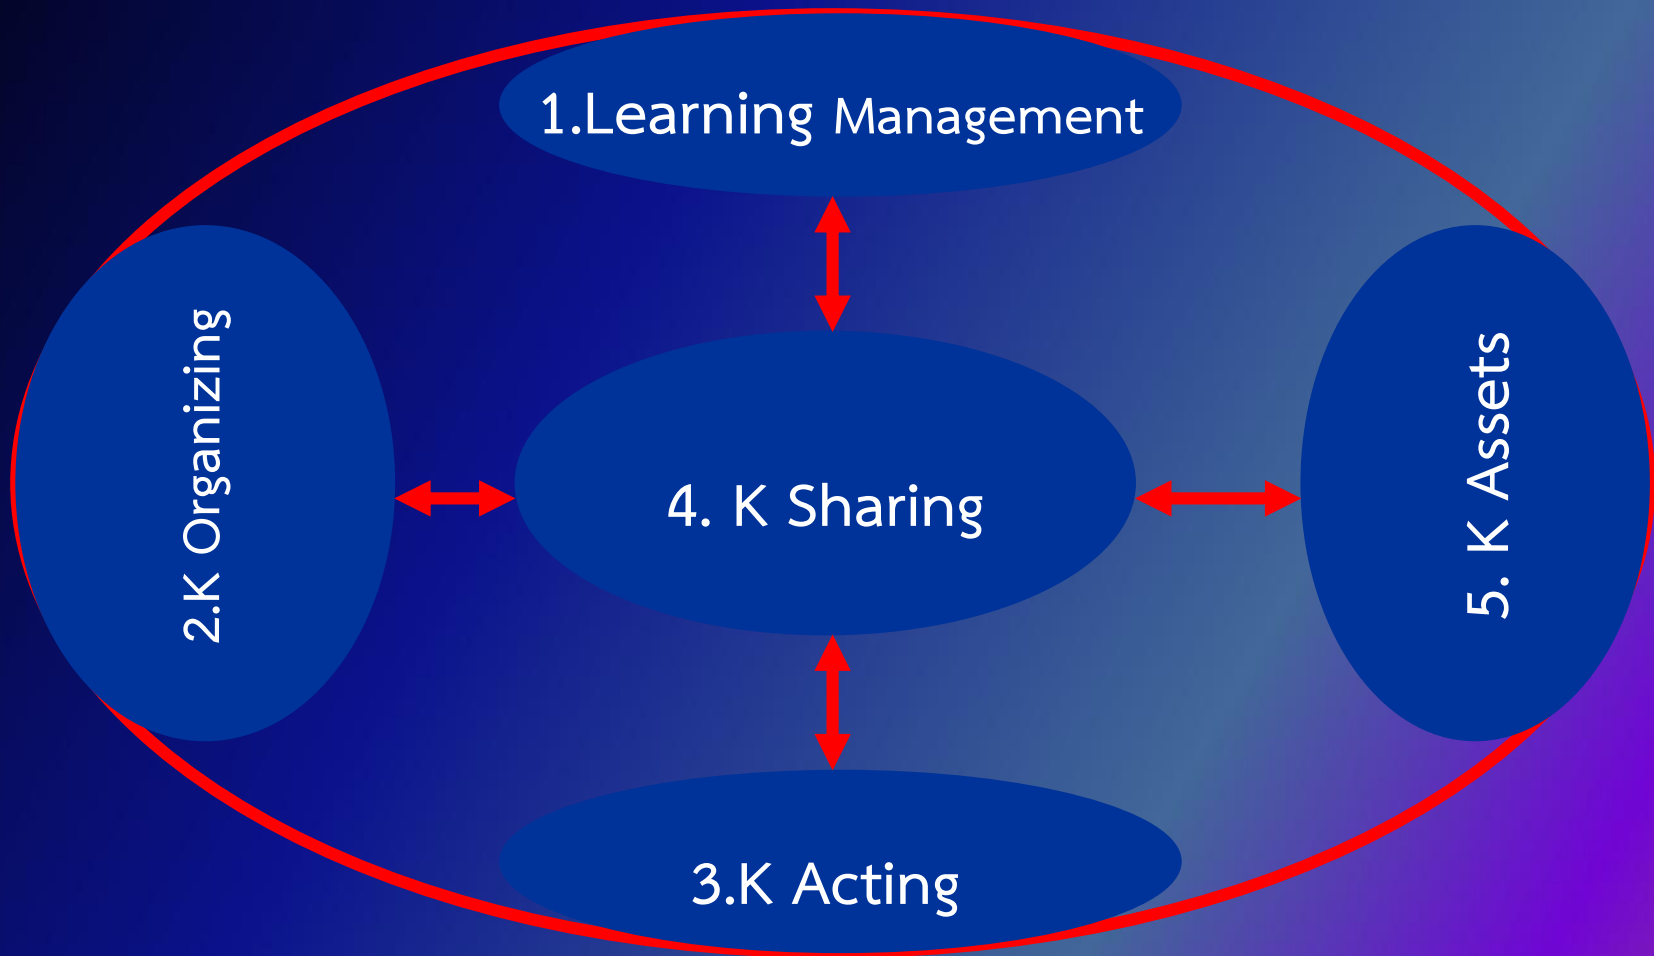 1.Learning Management
2.K Organizing
4. K Sharing
5. K Assets
3.K Acting